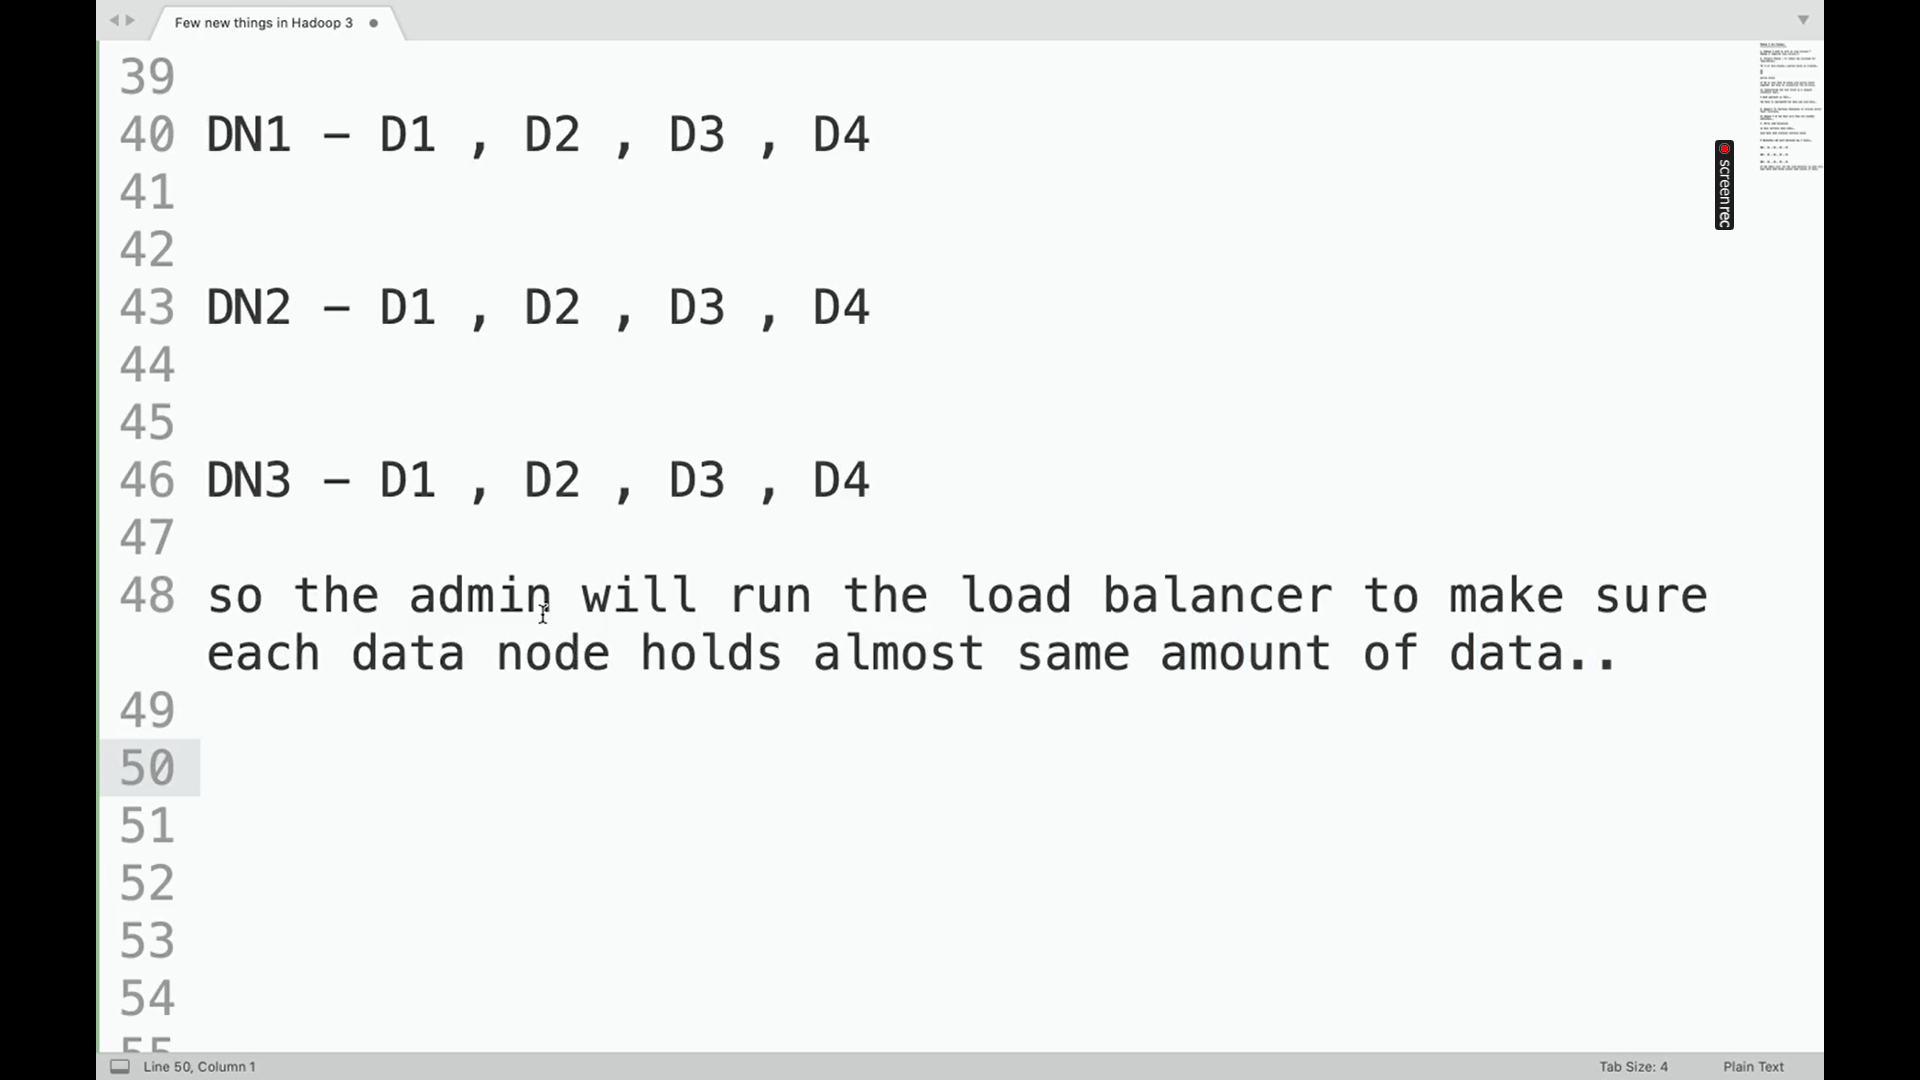 Few new things in Hadoop 3
39
40 DN1 – D1 , D2 , D3 , D4
41
42
43 DN2 – D1 , D2 , D3 , D4
44
45
46 DN3 – D1 , D2 , D3 , D4
47
48 so the admin will run the load balancer to make sure
each data node holds almost same amount of data..
49
50
51
52
53
54
55
screenrec
Line 50, Column 1
Tab Size: 4
Plain Text